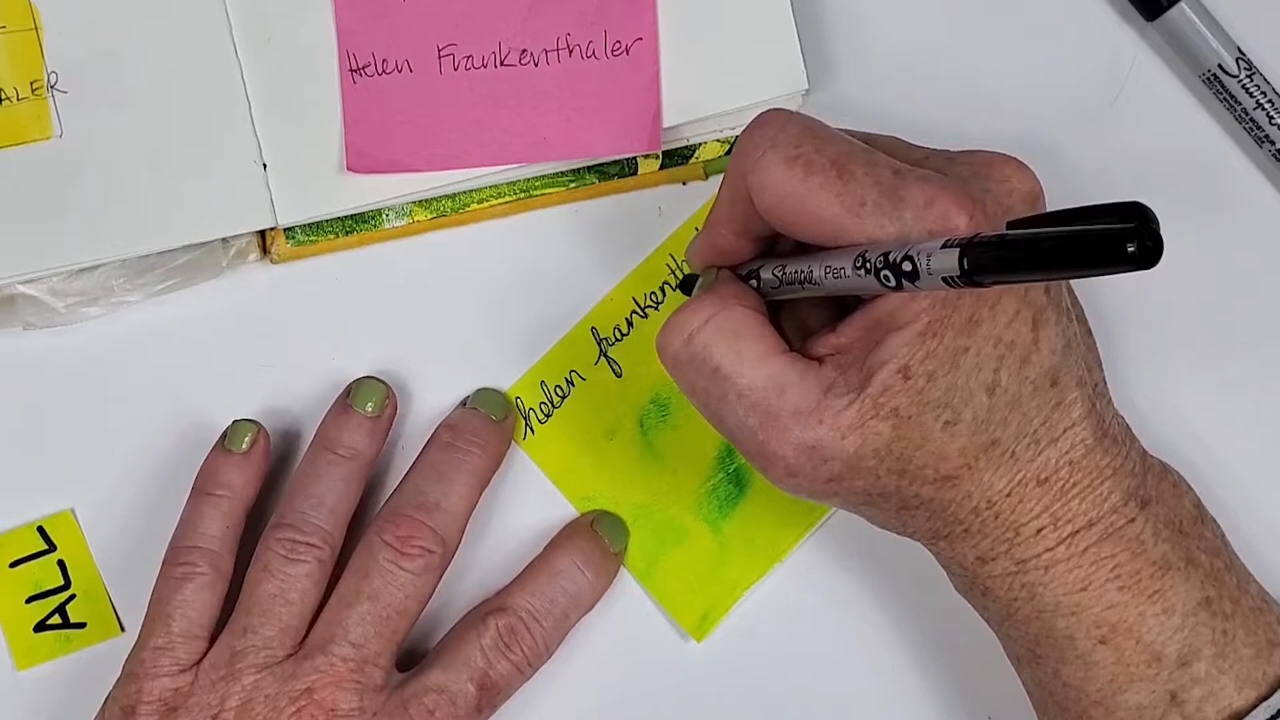 ALER
Helen Frankenthaler
Sharpie
helen frankenth
Sharpie. Pen.
FINE
ALL